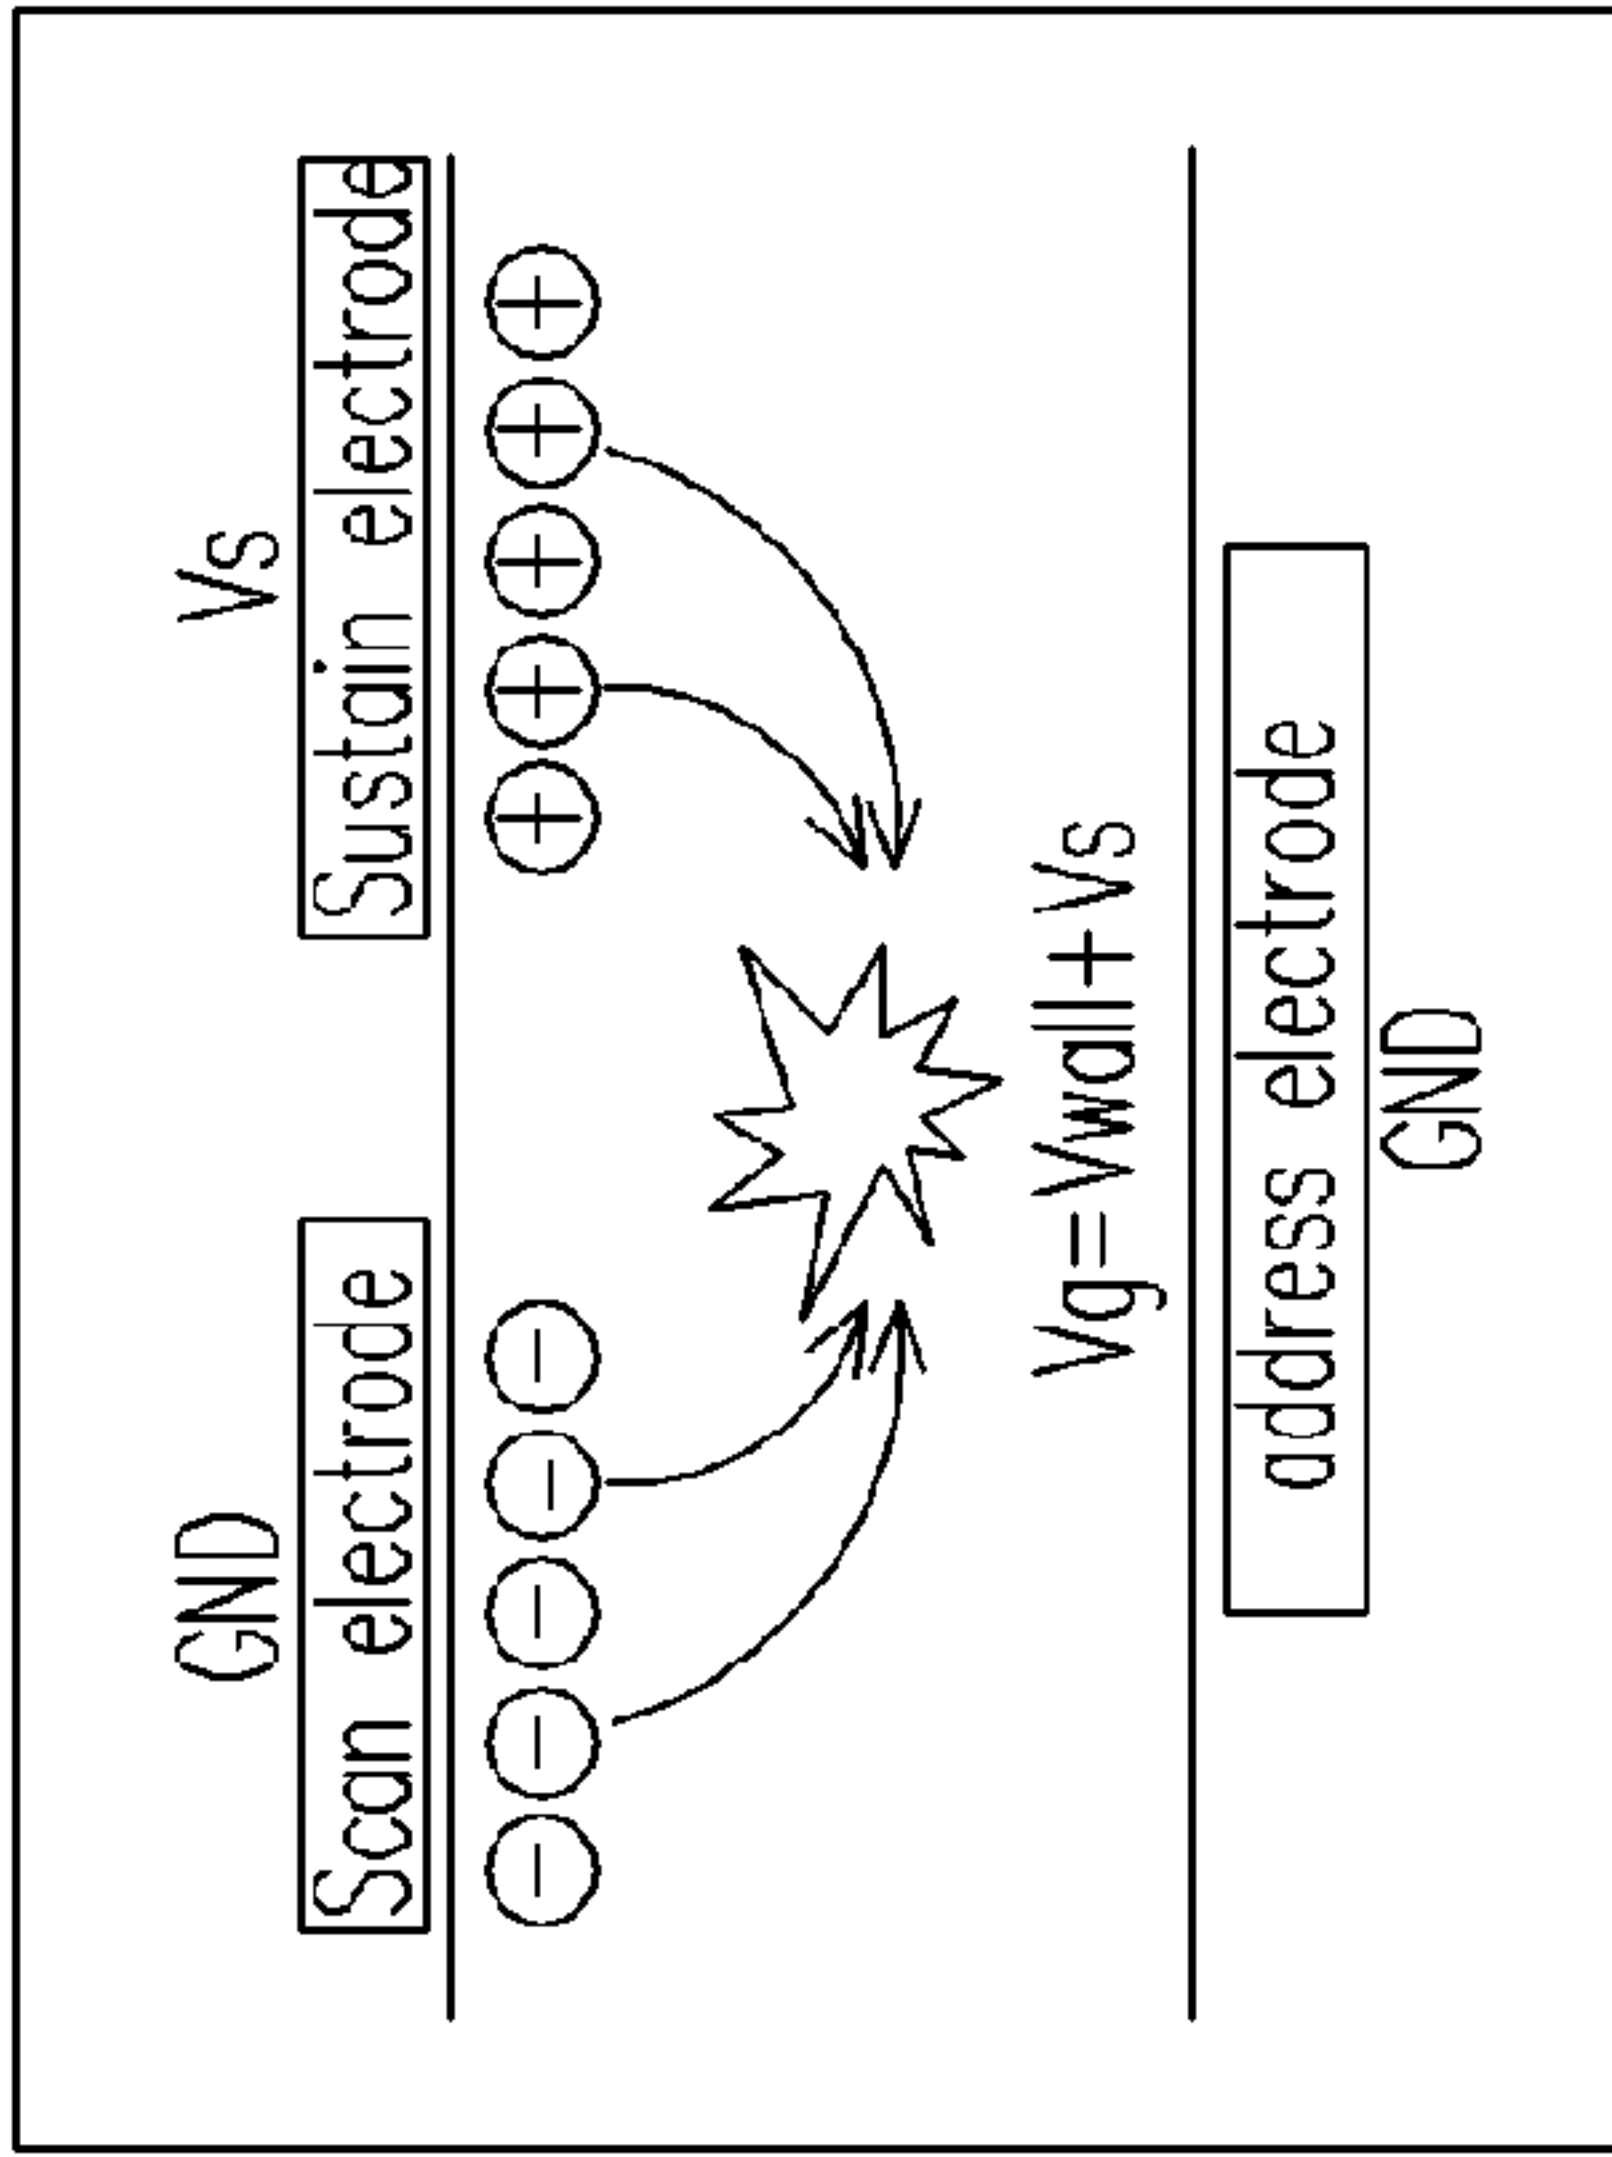 GND
Vs
Scan electrode
Sustain electrode
− − − − −
+ + + + +
Vg=Vwall+Vs
address electrode
GND